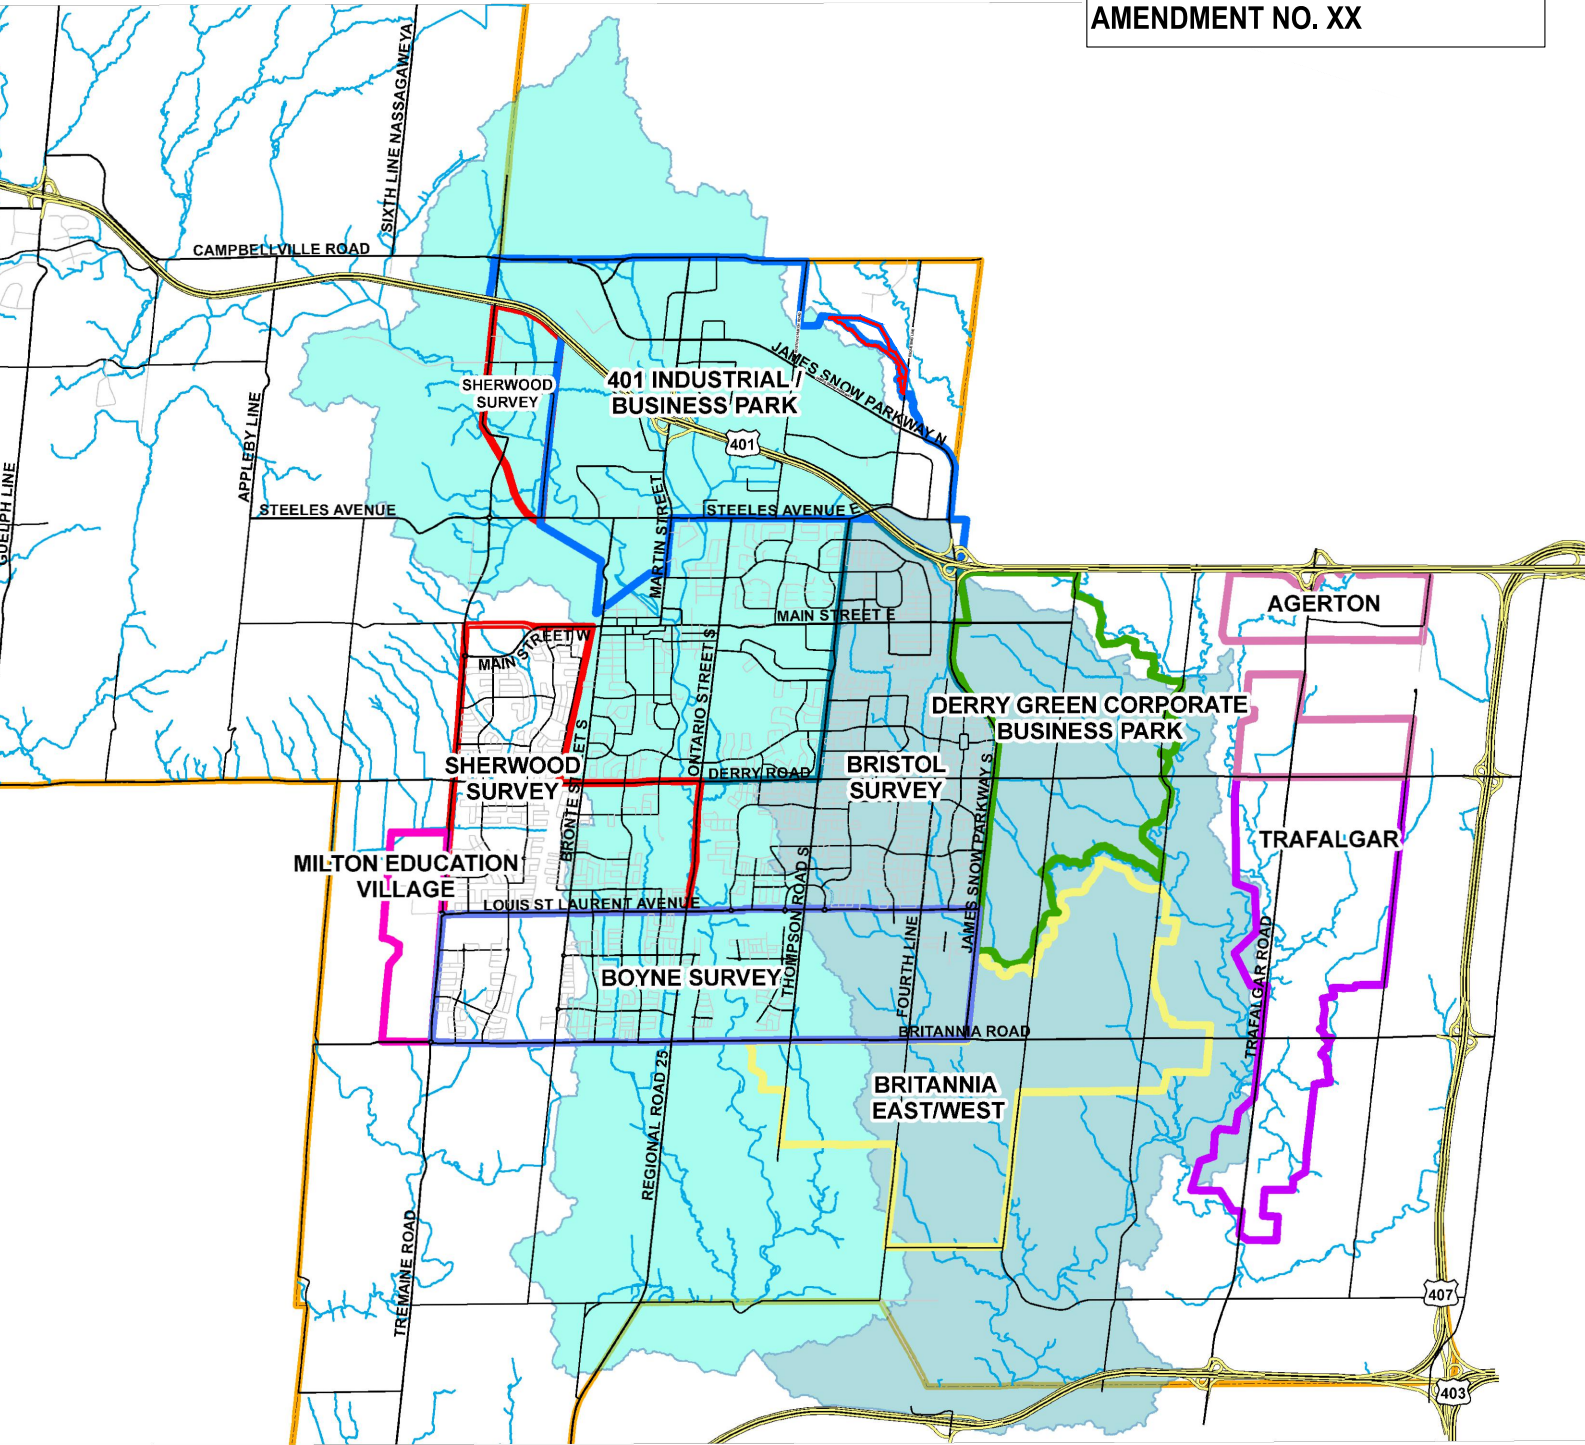 AMENDMENT NO. XX
SIXTH LINE NASSAGAWEYA
CAMPBELLVILLE ROAD
JAMES SNOW PARKWAY N
SHERWOOD
SURVEY
401 INDUSTRIAL /
BUSINESS PARK
401
APPLEBY LINE
GUELPH LINE
STEELES AVENUE
MARTIN STREET
STEELES AVENUE E
AGERTON
MAIN STREET E
MAIN STREET W
ONTARIO STREET S
DERRY GREEN CORPORATE
BUSINESS PARK
BRONTE STREET S
SHERWOOD
SURVEY
DERRY ROAD
BRISTOL
SURVEY
JAMES SNOW PARKWAY S
TRAFALGAR
MILTON EDUCATION
VILLAGE
LOUIS ST LAURENT AVENUE
THOMPSON ROAD S
FOURTH LINE
TRAFALGAR ROAD
BOYNE SURVEY
BRITANNIA ROAD
REGIONAL ROAD 25
BRITANNIA
EAST/WEST
TREMAINE ROAD
407
403